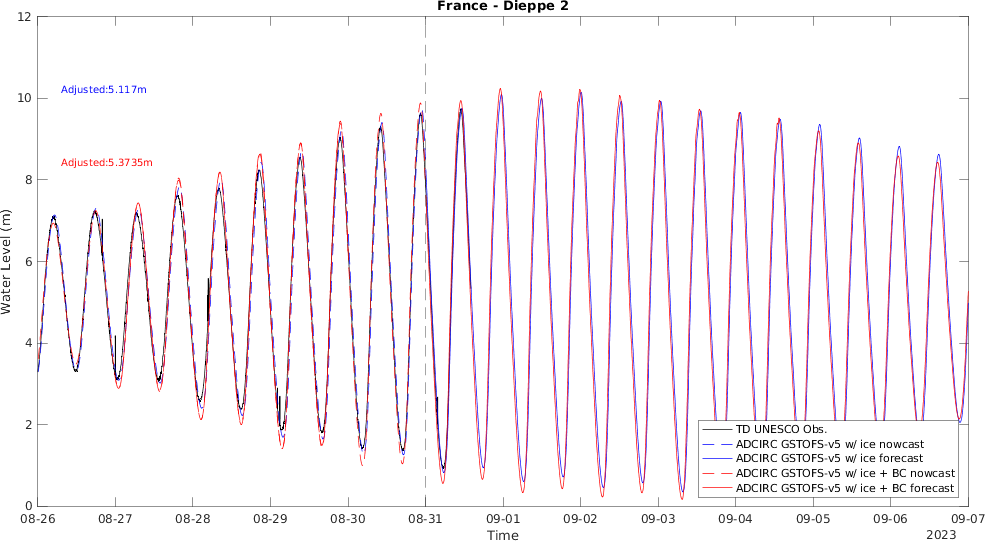 France - Dieppe 2
12
10
8
6
4
2
0
Water Level (m)
Adjusted:5.117m
Adjusted:5.3735m
TD UNESCO Obs.
ADCIRC GSTOFS-v5 w/ ice nowcast
ADCIRC GSTOFS-v5 w/ ice forecast
ADCIRC GSTOFS-v5 w/ ice + BC nowcast
ADCIRC GSTOFS-v5 w/ ice + BC forecast
08-26 08-27 08-28 08-29 08-30 08-31 09-01 09-02 09-03 09-04 09-05 09-06 09-07
Time
2023